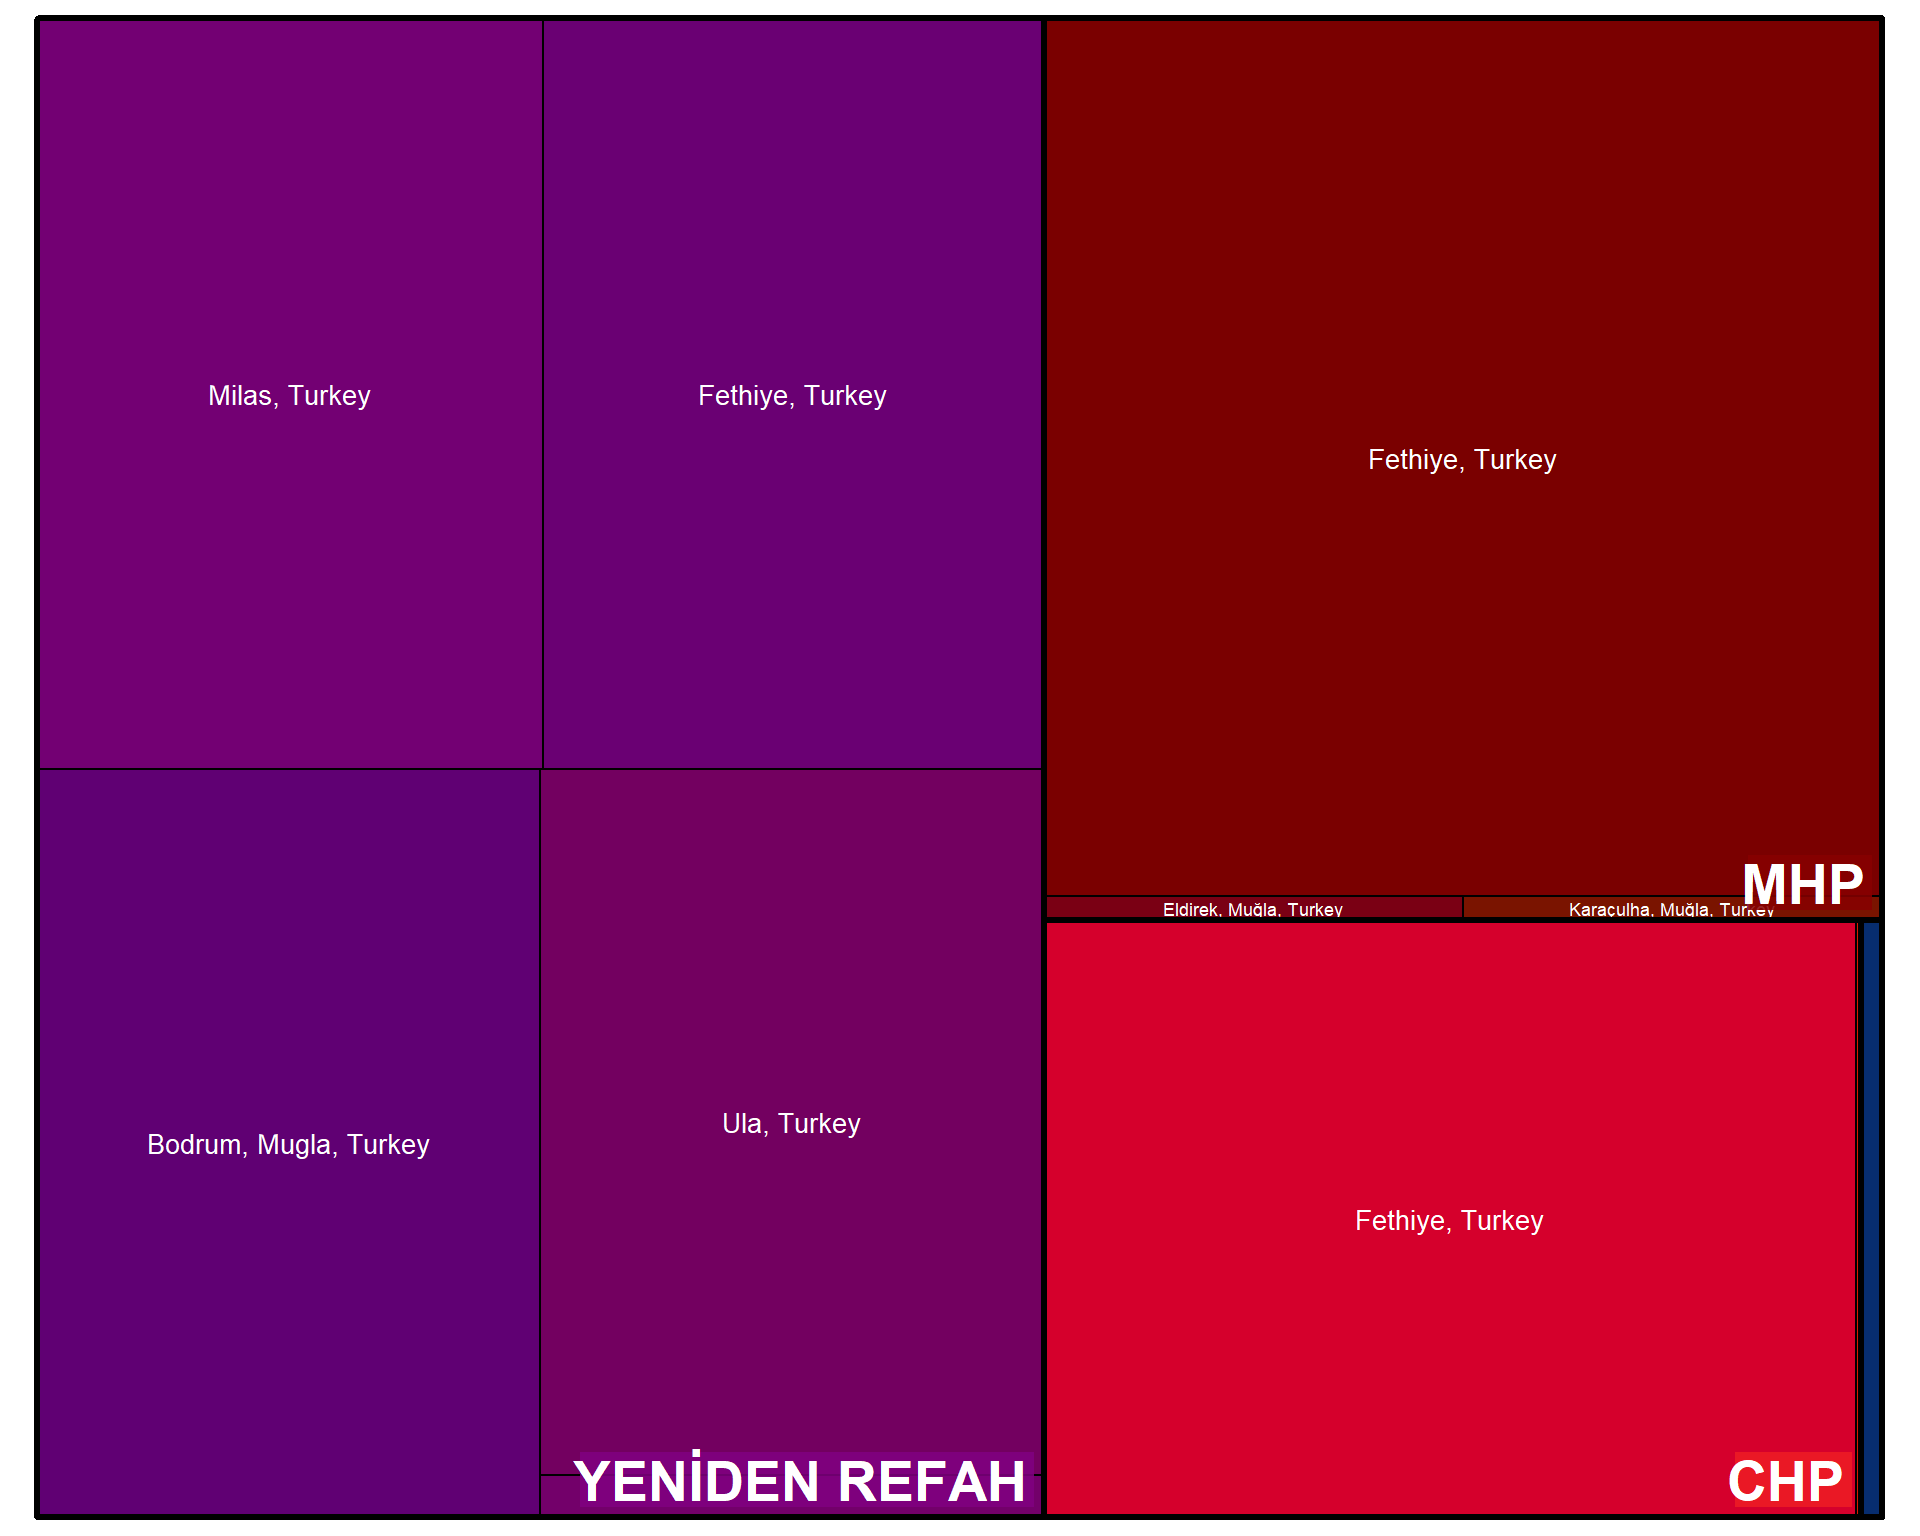 Milas, Turkey
Fethiye, Turkey
Bodrum, Mugla, Turkey
Ula, Turkey
YENİDEN REFAH
Fethiye, Turkey
MHP
Eldirek, Muğla, Turkey
Karaçulha, Muğla, Turkey
Fethiye, Turkey
CHP